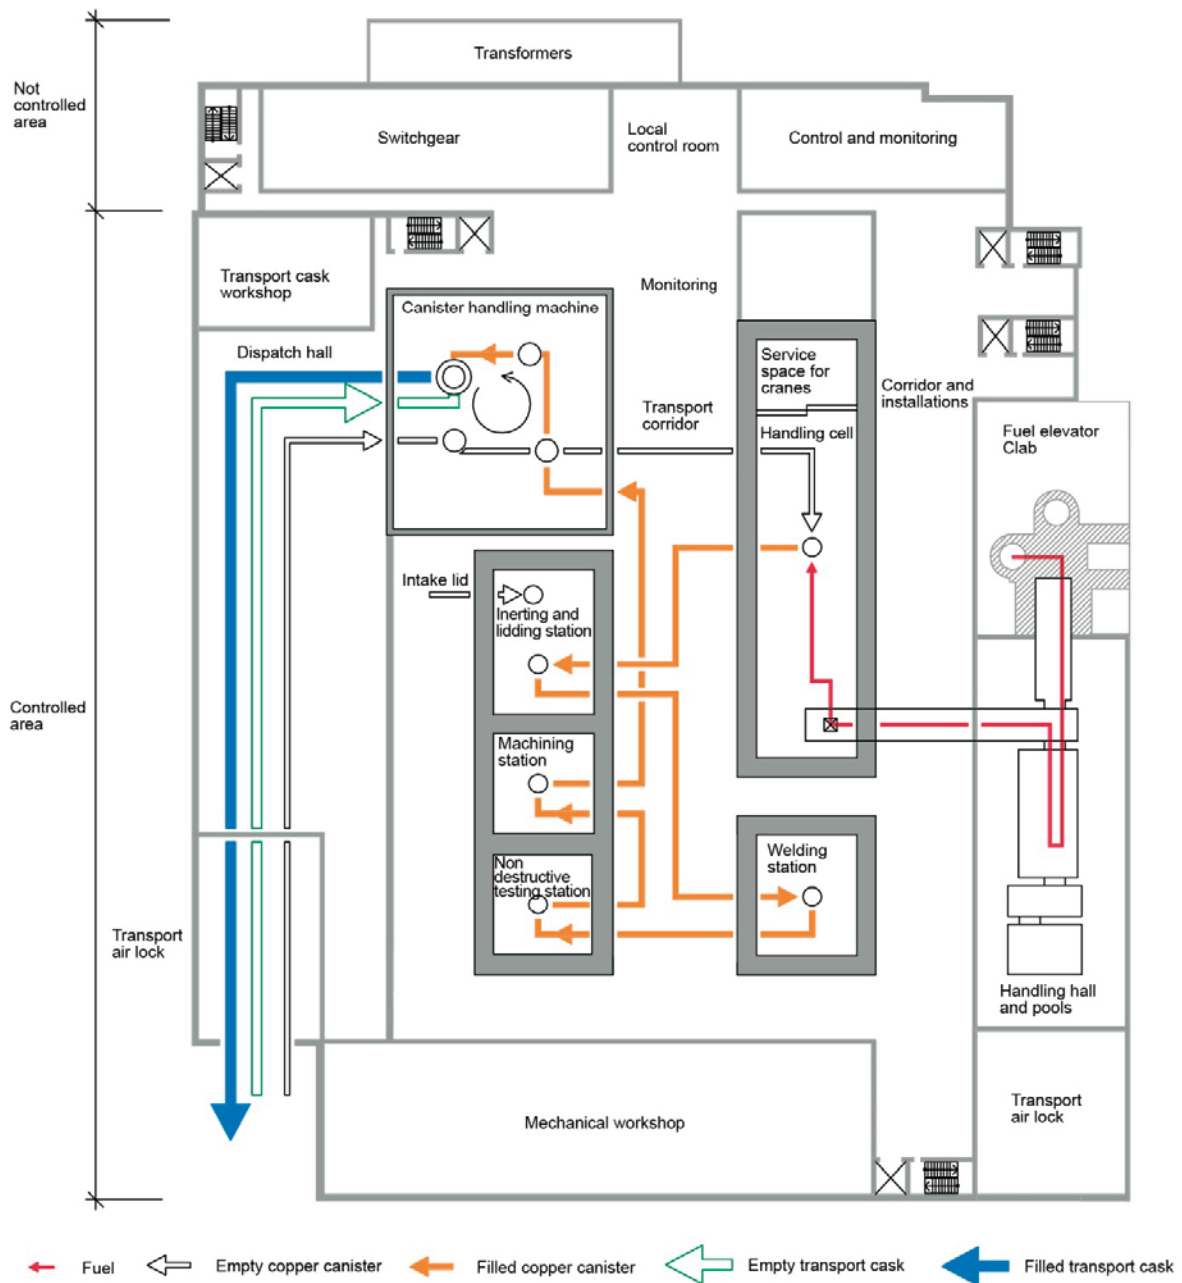 Transformers
Not
controlled
area
Switchgear
Local
control room
Control and monitoring
Transport cask
workshop
Monitoring
Canister handling machine
Dispatch hall
Service
space for
cranes
Corridor and
installations
Transport
corridor
Handling cell
Fuel elevator
Clab
Intake lid
Inerting and
lidding station
Controlled
area
Machining
station
Welding
station
Non
destructive
testing station
Transport
air lock
Handling hall
and pools
Transport
air lock
Mechanical workshop
Fuel
Empty copper canister
Filled copper canister
Empty transport cask
Filled transport cask